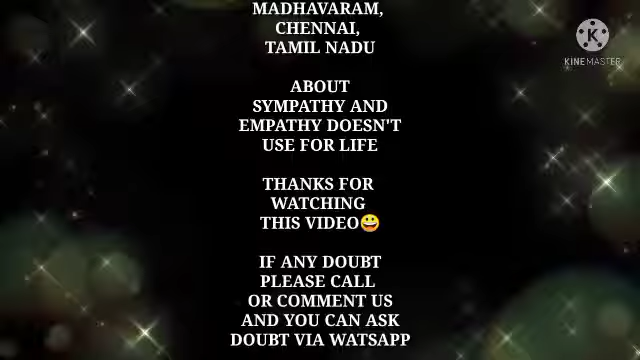 MADHAVARAM,
CHENNAI,
TAMIL NADU
ABOUT
SYMPATHY AND
EMPATHY DOESN'T
USE FOR LIFE
THANKS FOR
WATCHING
THIS VIDEO😀
IF ANY DOUBT
PLEASE CALL
OR COMMENT US
AND YOU CAN ASK
DOUBT VIA WATSAPP
K
KINEMASTER